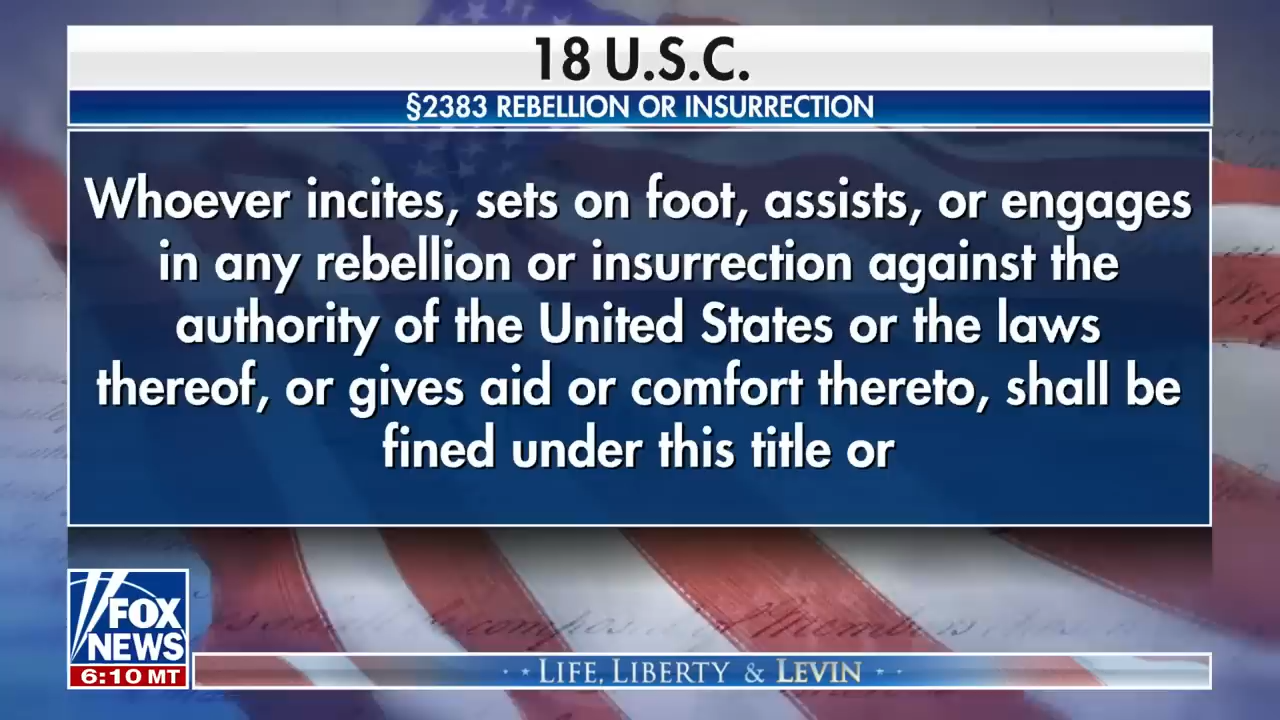 18 U.S.C.
§2383 REBELLION OR INSURRECTION
Whoever incites, sets on foot, assists, or engages
in any rebellion or insurrection against the
authority of the United States or the laws
thereof, or gives aid or comfort thereto, shall be
fined under this title or
FOX
NEWS
6:10 MT
LIFE, LIBERTY & LEVIN